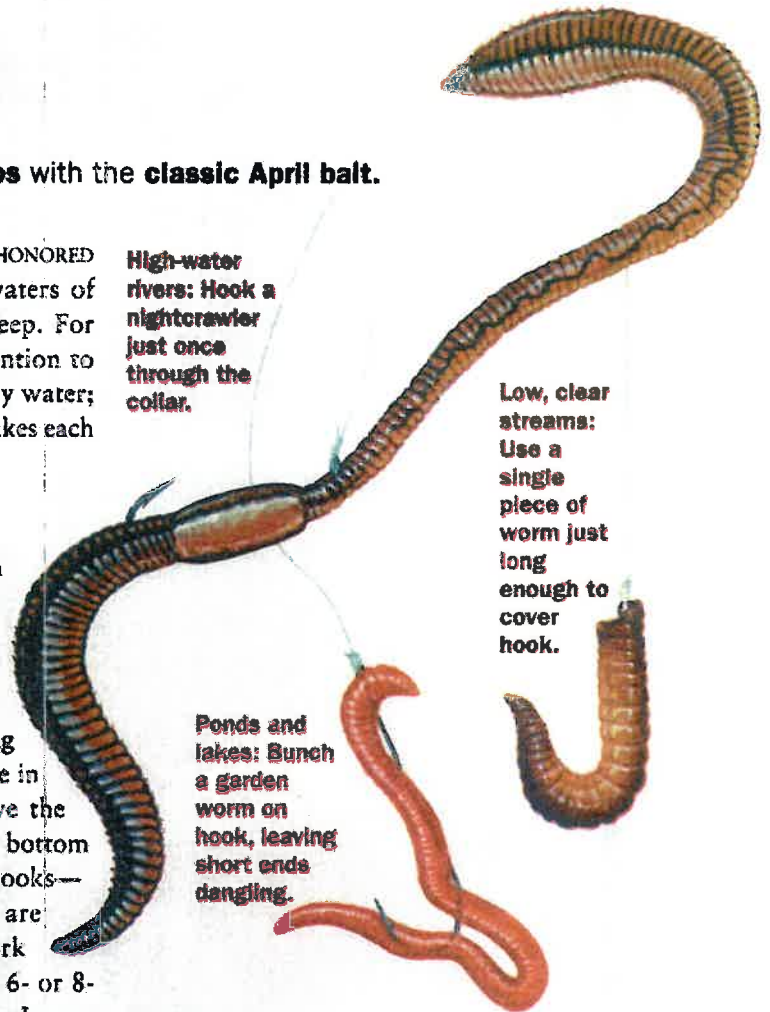 os with the classic April bait.
HONORED
vaters of
eep. For
ntion to
y water;
kes each
g
e in
ve the
bottom
ooks—
are
rk
6- or 8-
High-water
rivers: Hook a
nightcrawler
just once
through the
collar.
Low, clear
streams:
Use a
single
piece of
worm just
long
enough to
cover
hook.
Ponds and
lakes: Bunch
a garden
worm on
hook, leaving
short ends
dangling.